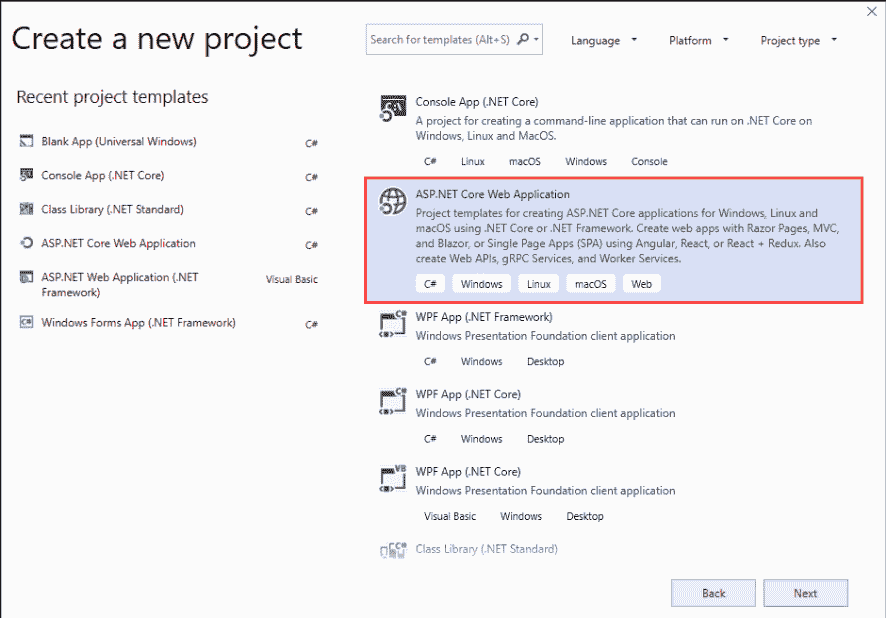 Create a new project
Search for templates (Alt+S)
Language
Platform
Project type
Recent project templates
Blank App (Universal Windows) C#
Console App (.NET Core) C#
Class Library (.NET Standard) C#
ASP.NET Core Web Application C#
ASP.NET Web Application (.NET Visual Basic
Framework)
Windows Forms App (.NET Framework) C#
Console App (.NET Core)
A project for creating a command-line application that can run on .NET Core on
Windows, Linux and MacOS.
C# Linux macOS Windows Console
ASP.NET Core Web Application
Project templates for creating ASP.NET Core applications for Windows, Linux and
macOS using .NET Core or .NET Framework. Create web apps with Razor Pages, MVC,
and Blazor, or Single Page Apps (SPA) using Angular, React, or React + Redux. Also
create Web APIs, gRPC Services, and Worker Services.
C# Windows Linux macOS Web
WPF App (.NET Framework)
Windows Presentation Foundation client application
C# Windows Desktop
WPF App (.NET Core)
Windows Presentation Foundation client application
C# Windows Desktop
WPF App (.NET Core)
Windows Presentation Foundation client application
Visual Basic Windows Desktop
Class Library (.NET Standard)
Back
Next